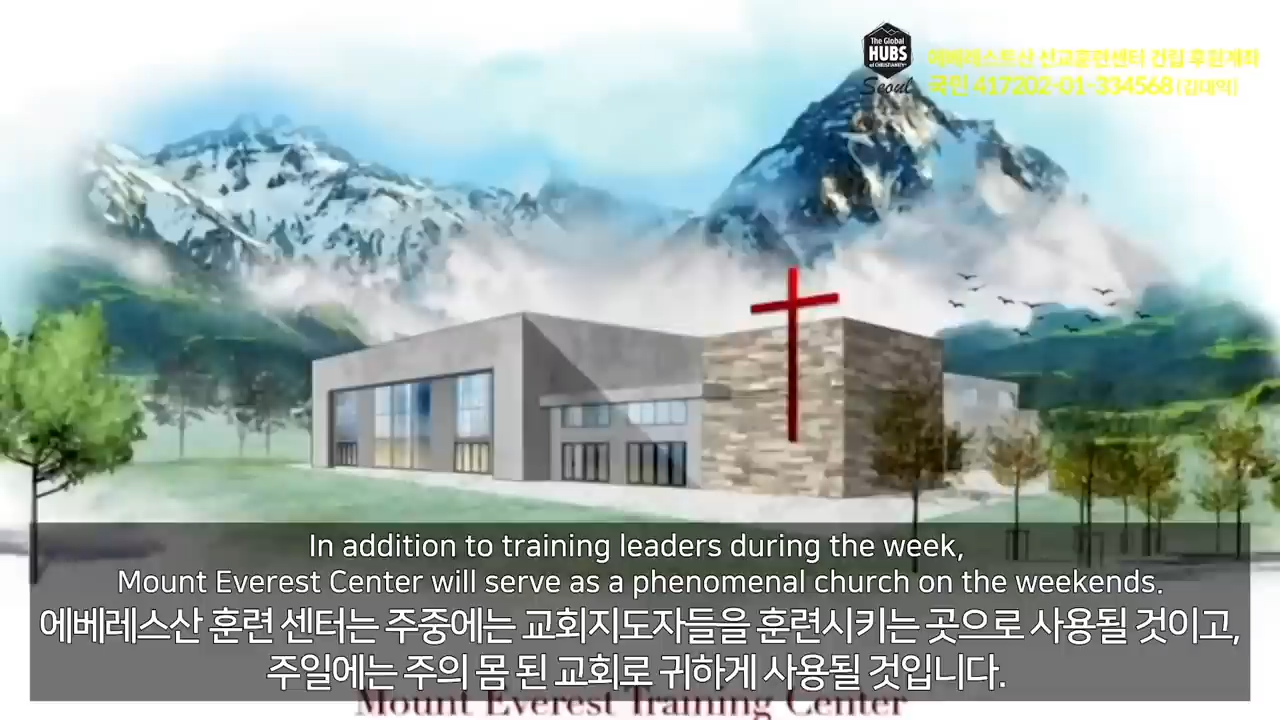 The Global
HUBS
of CHRISTIANITY
Seoul
에베레스트산 선교훈련센터 건립 후원계좌
국민 417202-01-334568 (김대억)
In addition to training leaders during the week,
Mount Everest Center will serve as a phenomenal church on the weekends.
에베레스산 훈련 센터는 주중에는 교회지도자들을 훈련시키는 곳으로 사용될 것이고,
주일에는 주의 몸 된 교회로 귀하게 사용될 것입니다.
Mount Everest Training Center